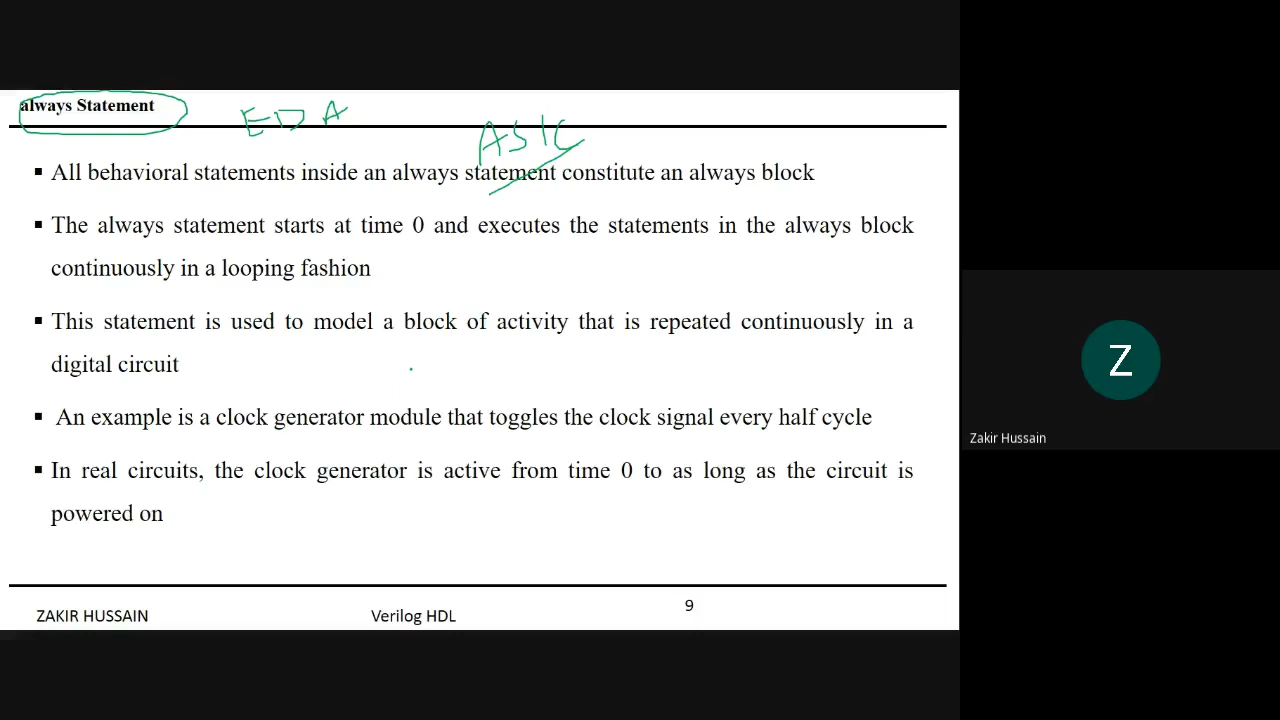 always Statement
EDA
ASIC
▪ All behavioral statements inside an always statement constitute an always block
▪ The always statement starts at time 0 and executes the statements in the always block
continuously in a looping fashion
▪ This statement is used to model a block of activity that is repeated continuously in a
digital circuit
▪ An example is a clock generator module that toggles the clock signal every half cycle
▪ In real circuits, the clock generator is active from time 0 to as long as the circuit is
powered on
ZAKIR HUSSAIN
Verilog HDL
9
Z
Zakir Hussain